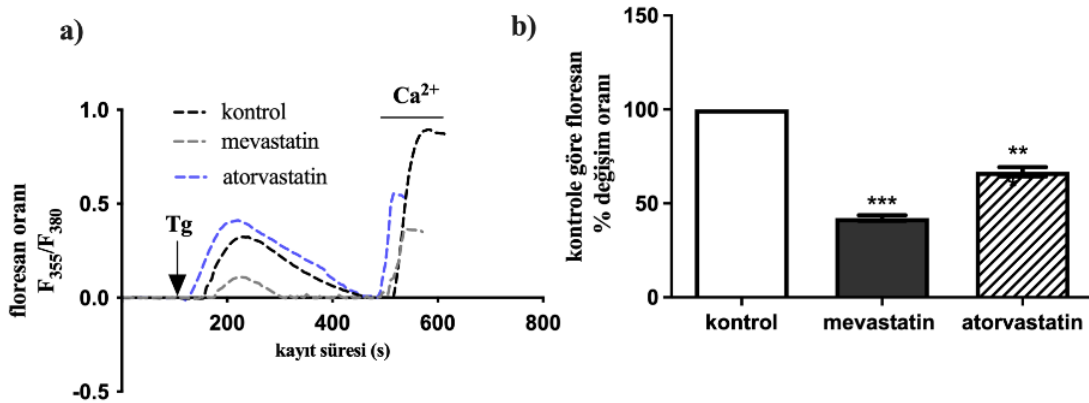 a)
1.0
0.5
0.0
-0.5
floresan oranı
F355/F380
kontrol
mevastatin
atorvastatin
Tg
Ca2+
200
400
600
800
kayıt süresi (s)
b)
150
100
50
0
kontrole göre floresan
% değişim oranı
***
**
kontrol
mevastatin
atorvastatin